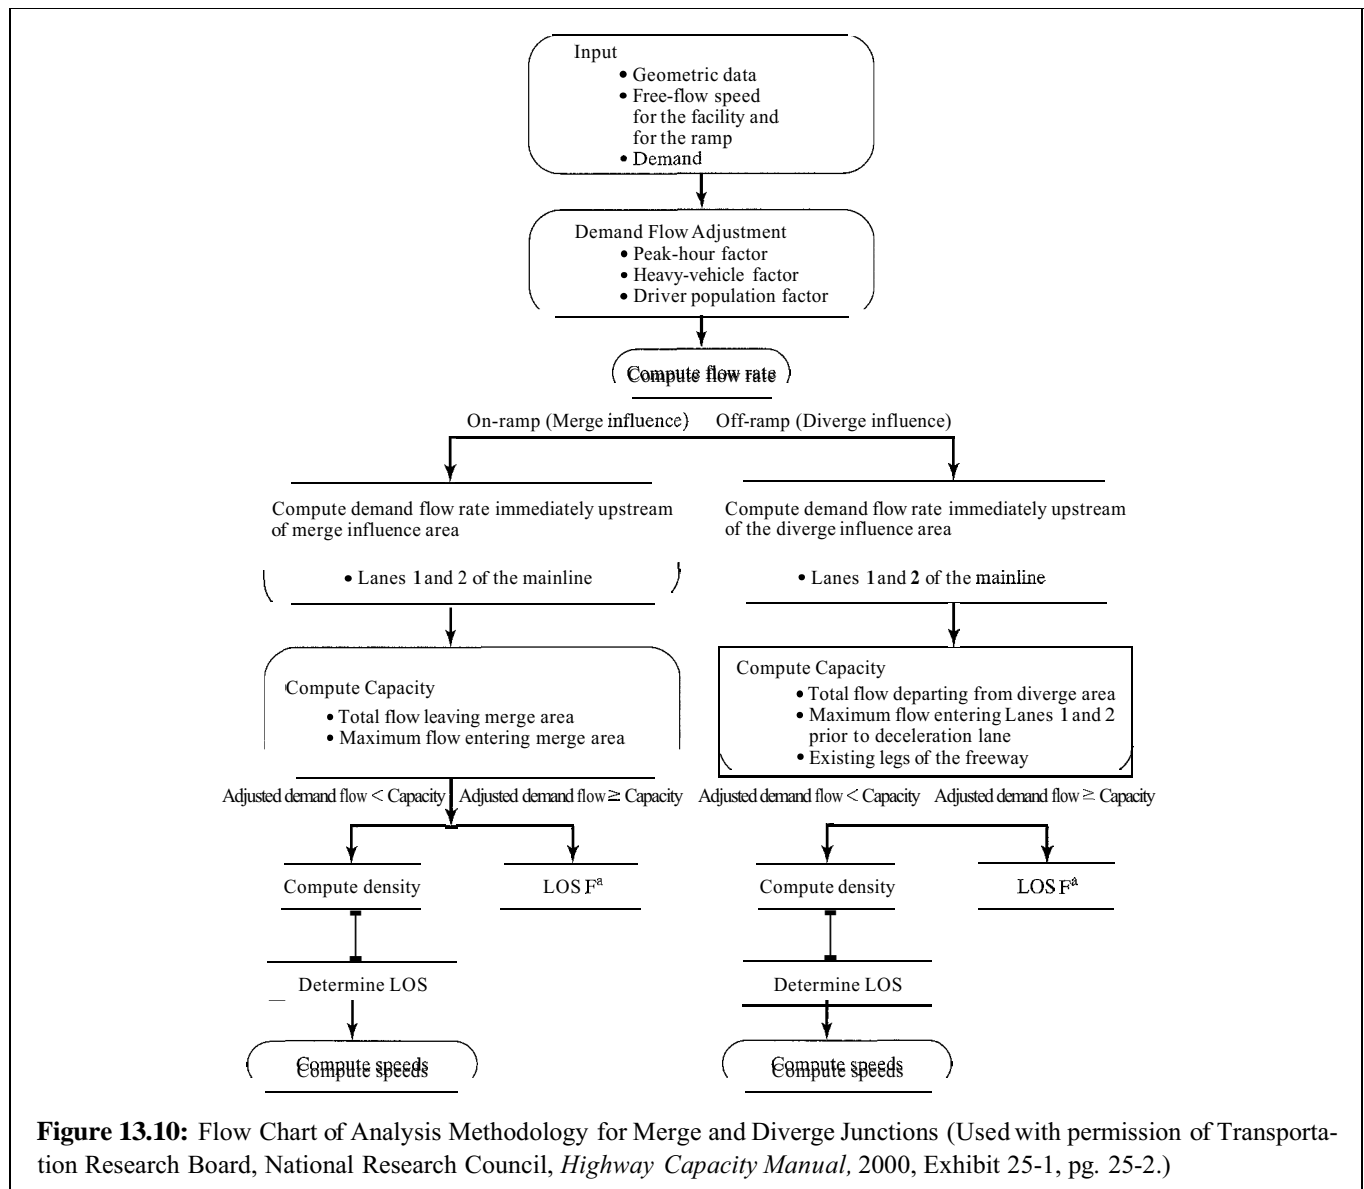 Input
• Geometric data
• Free-flow speed
for the facility and
for the ramp
• Demand
Demand Flow Adjustment
• Peak-hour factor
• Heavy-vehicle factor
• Driver population factor
Compute flow rate
On-ramp (Merge influence) Off-ramp (Diverge influence)
Compute demand flow rate immediately upstream
of merge influence area
• Lanes 1 and 2 of the mainline
Compute demand flow rate immediately upstream
of the diverge influence area
• Lanes 1 and 2 of the mainline
Compute Capacity
• Total flow leaving merge area
• Maximum flow entering merge area
Compute Capacity
• Total flow departing from diverge area
• Maximum flow entering Lanes 1 and 2
prior to deceleration lane
• Existing legs of the freeway
Adjusted demand flow < Capacity Adjusted demand flow ≥ Capacity
Adjusted demand flow < Capacity Adjusted demand flow ≥ Capacity
Compute density
LOS Fª
Compute density
LOS Fª
Determine LOS
Determine LOS
Compute speeds
Compute speeds
Figure 13.10: Flow Chart of Analysis Methodology for Merge and Diverge Junctions (Used with permission of Transporta-
tion Research Board, National Research Council, Highway Capacity Manual, 2000, Exhibit 25-1, pg. 25-2.)